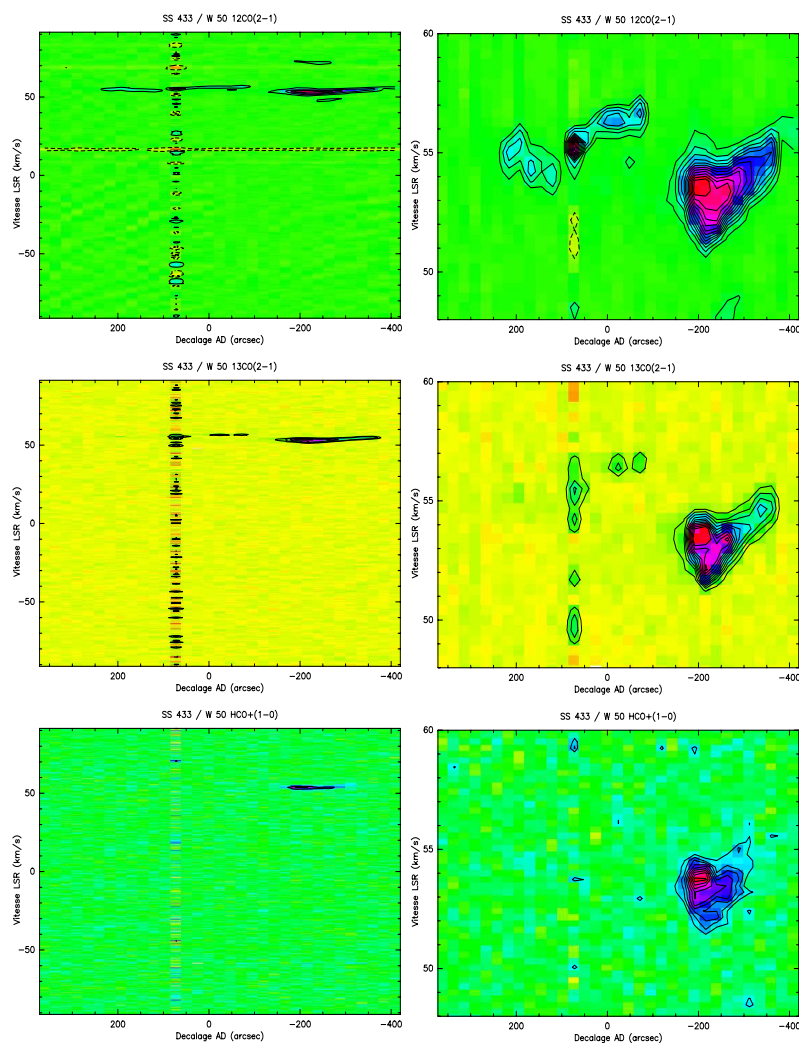 SS 433 / W 50 12CO(2-1)
Vitesse LSR (km/s)
50
0
-50
200 0 -200 -400
Decalage AD (arcsec)
SS 433 / W 50 12CO(2-1)
Vitesse LSR (km/s)
60
55
50
200 0 -200 -400
Decalage AD (arcsec)
SS 433 / W 50 13CO(2-1)
Vitesse LSR (km/s)
50
0
-50
200 0 -200 -400
Decalage AD (arcsec)
SS 433 / W 50 13CO(2-1)
Vitesse LSR (km/s)
60
55
50
200 0 -200 -400
Decalage AD (arcsec)
SS 433 / W 50 HCO+(1-0)
Vitesse LSR (km/s)
50
0
-50
200 0 -200 -400
Decalage AD (arcsec)
SS 433 / W 50 HCO+(1-0)
Vitesse LSR (km/s)
60
55
50
200 0 -200 -400
Decalage AD (arcsec)